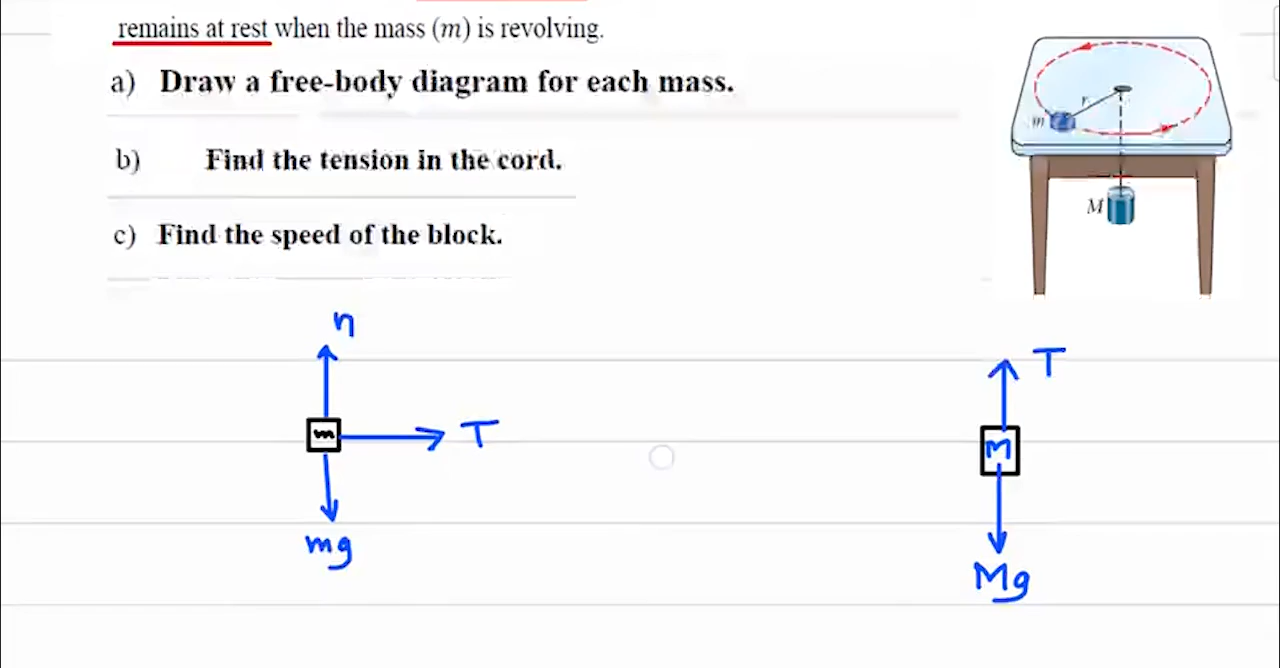 remains at rest when the mass (m) is revolving.
a) Draw a free-body diagram for each mass.
r
m
b) Find the tension in the cord.
M
c) Find the speed of the block.
n
T
m
T
M
mg
Mg